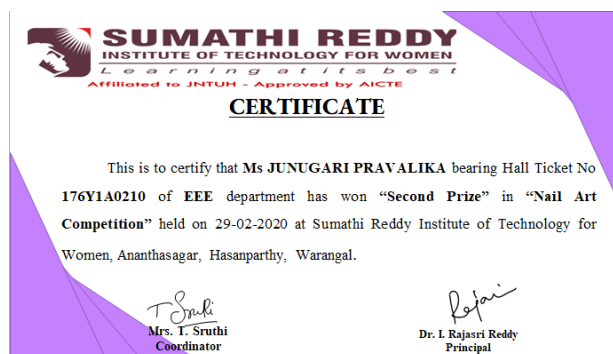 SUMATHI REDDY
INSTITUTE OF TECHNOLOGY FOR WOMEN
Learning at its best
Affiliated to JNTUH - Approved by AICTE
CERTIFICATE
This is to certify that Ms JUNUGARI PRAVALIKA bearing Hall Ticket No
176Y1A0210 of EEE department has won “Second Prize” in “Nail Art
Competition” held on 29-02-2020 at Sumathi Reddy Institute of Technology for
Women, Ananthasagar, Hasanparthy, Warangal.
T Sruthi
Mrs. T. Sruthi
Coordinator
Dr. I. Rajasri Reddy
Principal